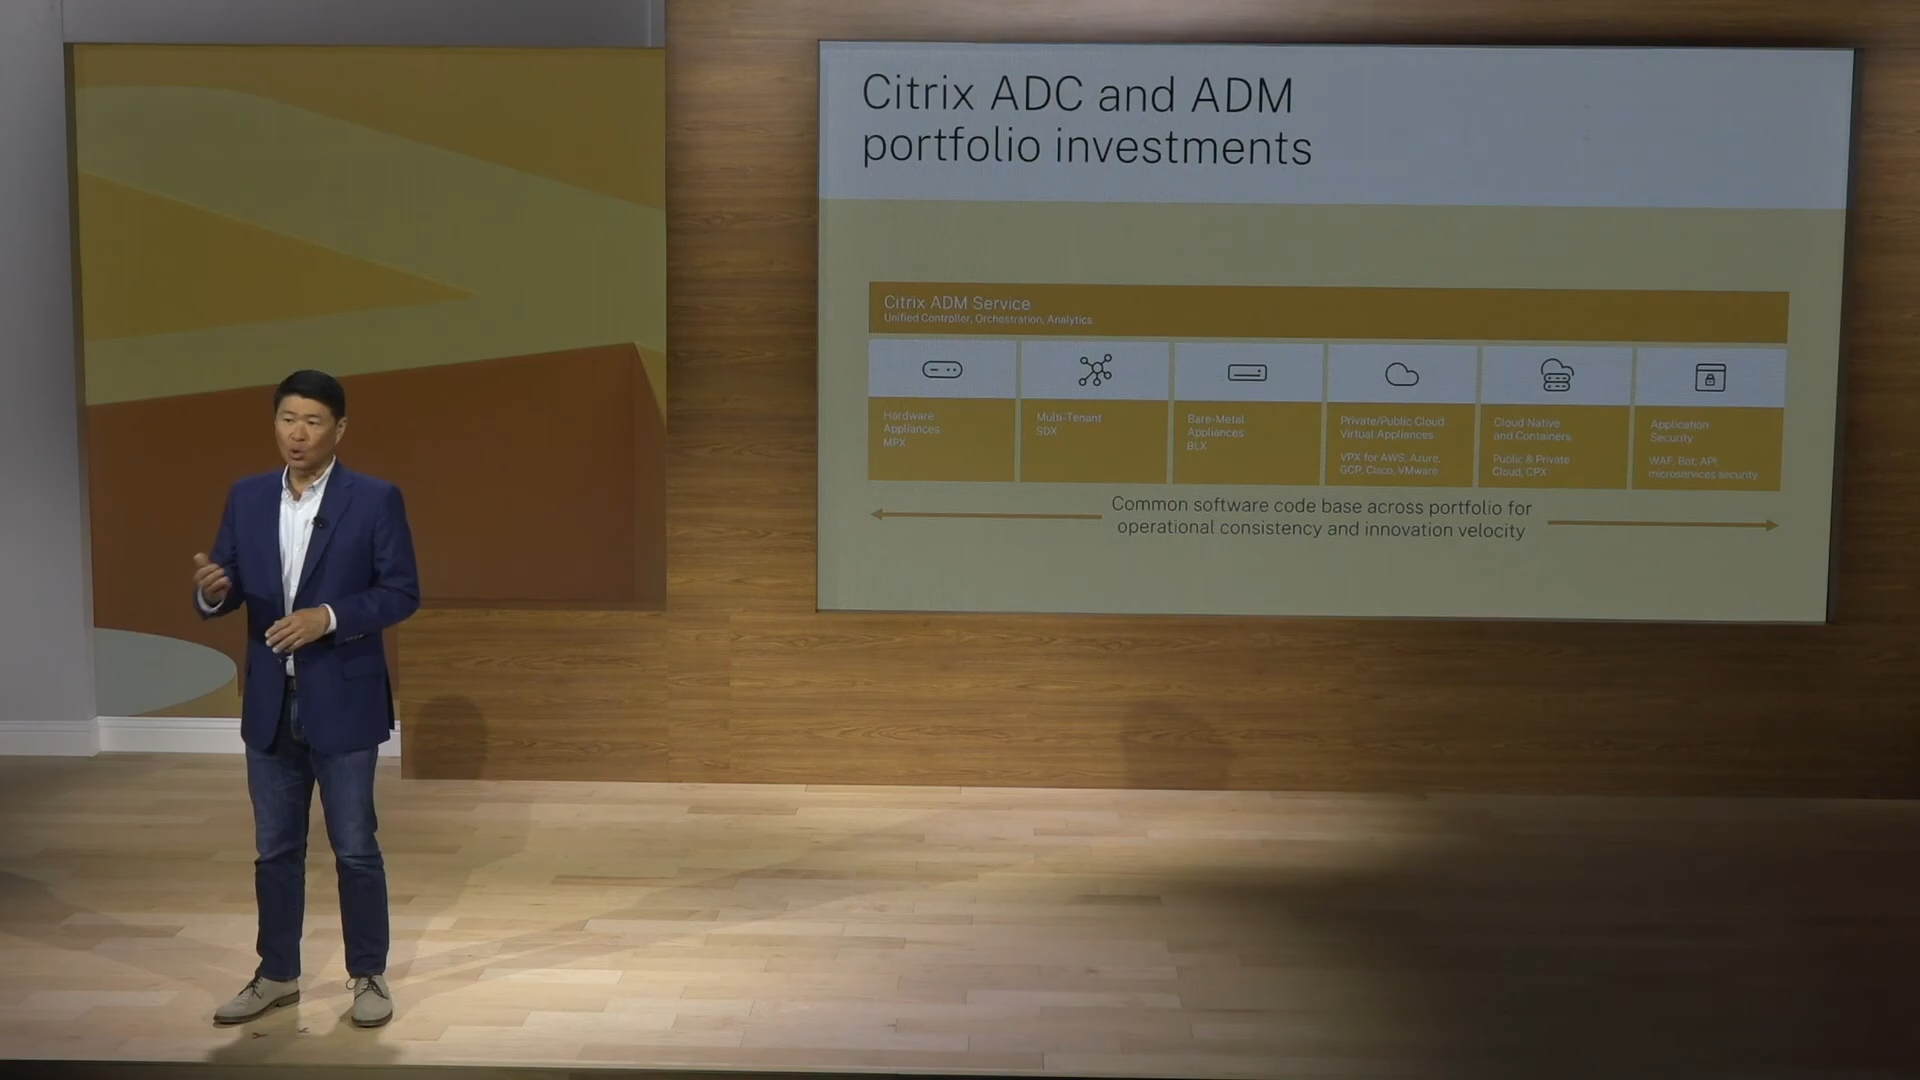 Citrix ADC and ADM
portfolio investments
Citrix ADM Service
Unified Controller, Orchestration, Analytics
Hardware
Appliances
MPX
Multi-Tenant
SDX
Bare-Metal
Appliances
BLX
Private/Public Cloud
Virtual Appliances
VPX for AWS, Azure,
GCP, Cisco, VMware
Cloud Native
and Containers
Public & Private
Cloud, CPX
Application
Security
WAF, Bot, API,
microservices security
Common software code base across portfolio for
operational consistency and innovation velocity